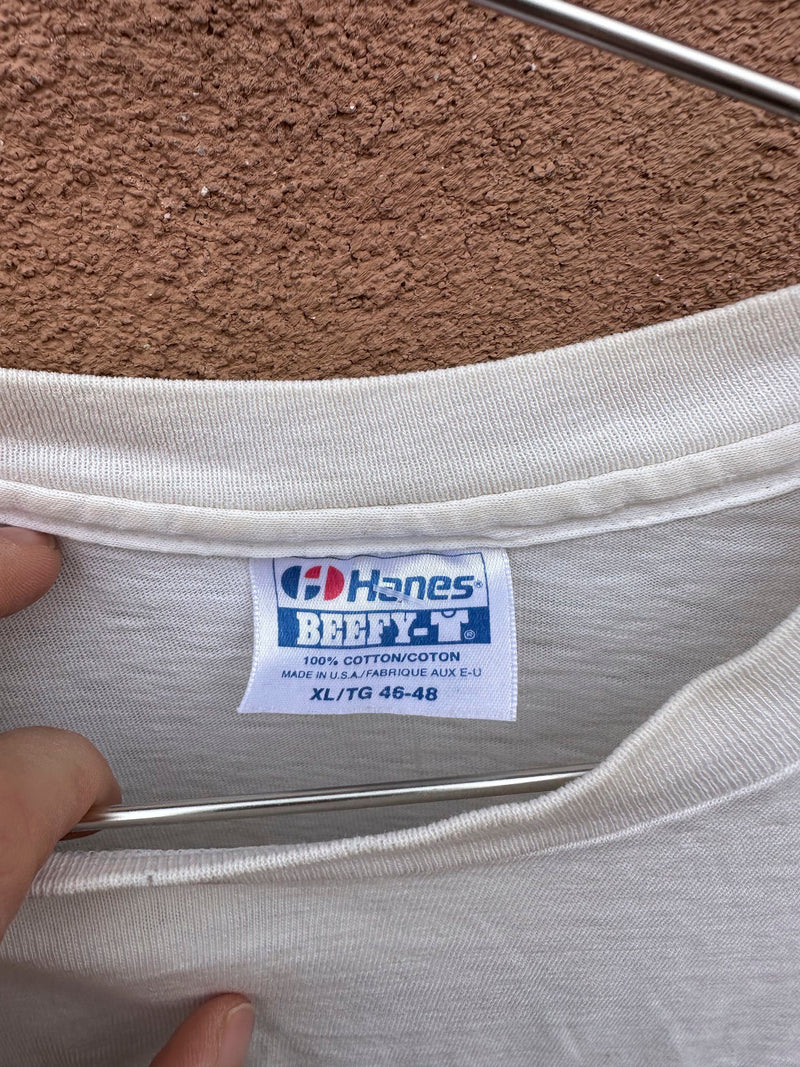 Hanes®
BEEFY-T®
100% COTTON/COTON
MADE IN U.S.A./FABRIQUE AUX E-U
XL/TG 46-48